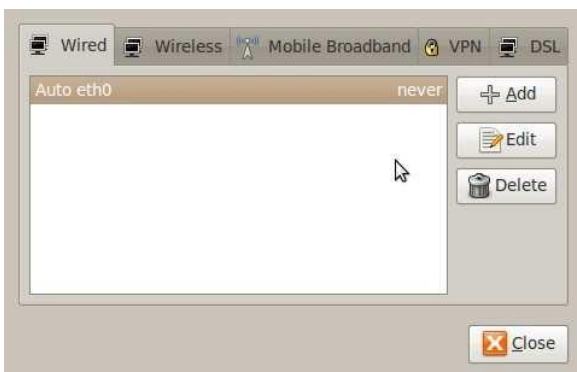 Wired Wireless Mobile Broadband VPN DSL
Auto eth0 never
Add
Edit
Delete
Close